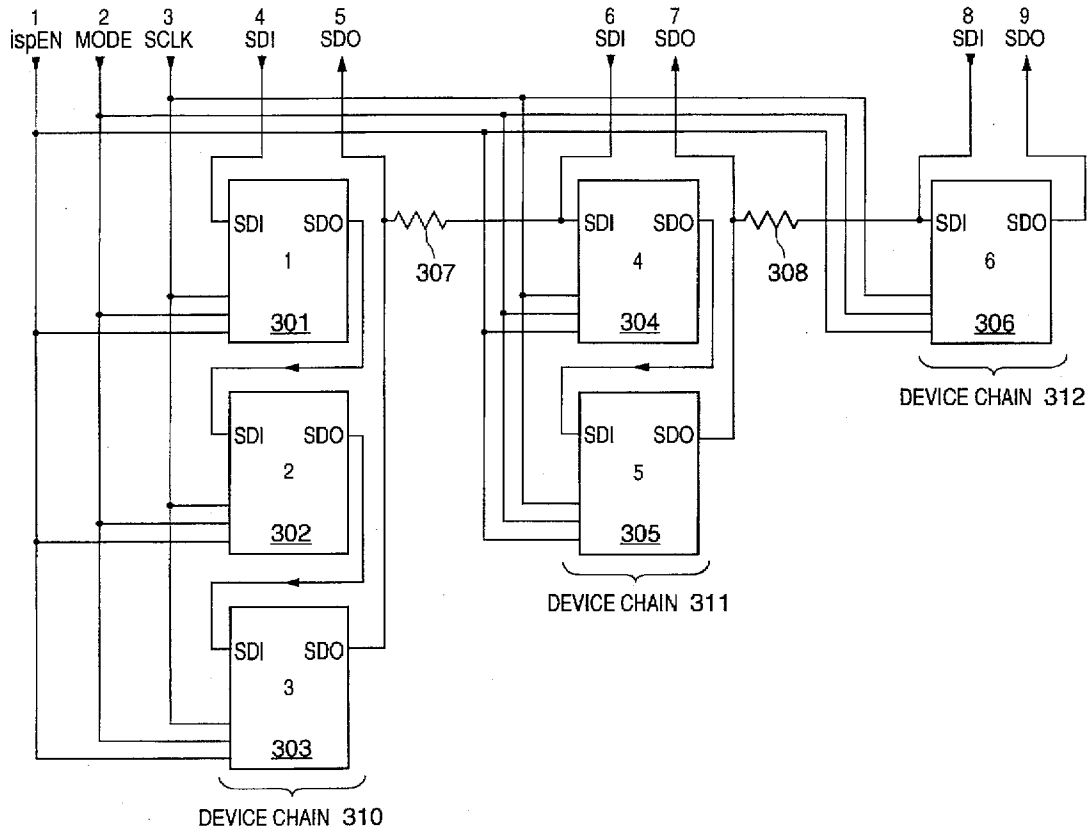 1 2 3 4 5 6 7 8 9
ispEN MODE SCLK SDI SDO SDI SDO SDI SDO
SDI SDO SDI SDO SDI SDO
307 308
1 4 6
301 304 306
DEVICE CHAIN 312
SDI SDO SDI SDO
2 5
302 305
DEVICE CHAIN 311
SDI SDO
3
303
DEVICE CHAIN 310